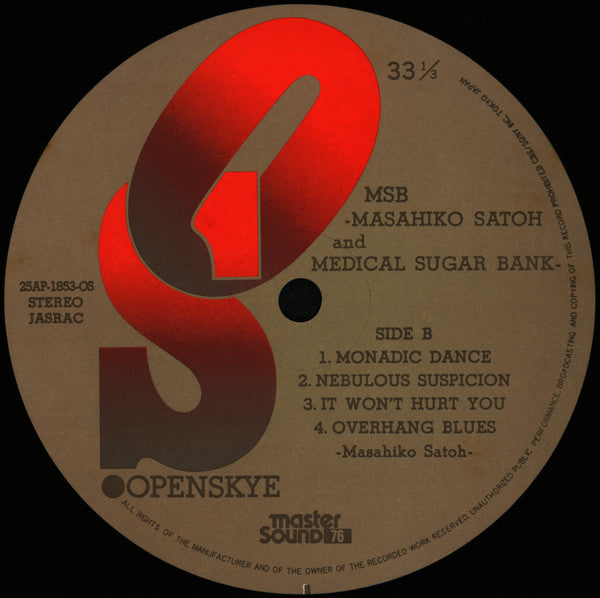 33 1/3
MSB
-MASAHIKO SATOH
and
MEDICAL SUGAR BANK-
25AP-1853-OS
STEREO
JASRAC
SIDE B
1. MONADIC DANCE
2. NEBULOUS SUSPICION
3. IT WON'T HURT YOU
4. OVERHANG BLUES
-Masahiko Satoh-
OPENSKYE
master
sound 76
ALL RIGHTS OF THE MANUFACTURER AND OF THE OWNER OF THE RECORDED WORK RESERVED. UNAUTHORIZED PUBLIC PERFORMANCE, BROADCASTING AND COPYING OF THIS RECORD PROHIBITED CBS/SONY INC. TOKYO JAPAN